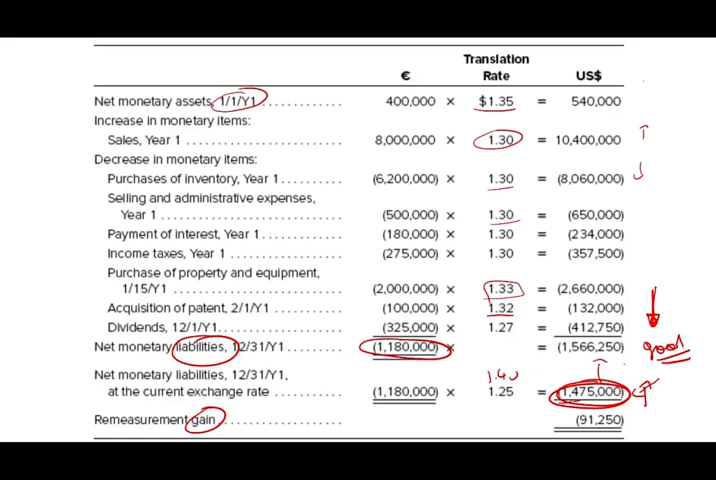 Translation
€ Rate US$
Net monetary assets, 1/1/Y1 . . . . . . . . . . . . 400,000 × $1.35 = 540,000
Increase in monetary items:
Sales, Year 1 . . . . . . . . . . . . . . . . . . . . . . . 8,000,000 × 1.30 = 10,400,000
Decrease in monetary items:
Purchases of inventory, Year 1 . . . . . . . . . . (6,200,000) × 1.30 = (8,060,000)
Selling and administrative expenses,
Year 1 . . . . . . . . . . . . . . . . . . . . . . . . . . . (500,000) × 1.30 = (650,000)
Payment of interest, Year 1 . . . . . . . . . . . . . (180,000) × 1.30 = (234,000)
Income taxes, Year 1 . . . . . . . . . . . . . . . . . (275,000) × 1.30 = (357,500)
Purchase of property and equipment,
1/15/Y1 . . . . . . . . . . . . . . . . . . . . . . . . . . (2,000,000) × 1.33 = (2,660,000)
Acquisition of patent, 2/1/Y1 . . . . . . . . . . . (100,000) × 1.32 = (132,000)
Dividends, 12/1/Y1 . . . . . . . . . . . . . . . . . . . (325,000) × 1.27 = (412,750)
Net monetary liabilities, 12/31/Y1 . . . . . . . . (1,180,000) × = (1,566,250)
good
Net monetary liabilities, 12/31/Y1, 1.40
at the current exchange rate . . . . . . . . . . . (1,180,000) × 1.25 = (1,475,000)
Remeasurement gain . . . . . . . . . . . . . . . . . . (91,250)